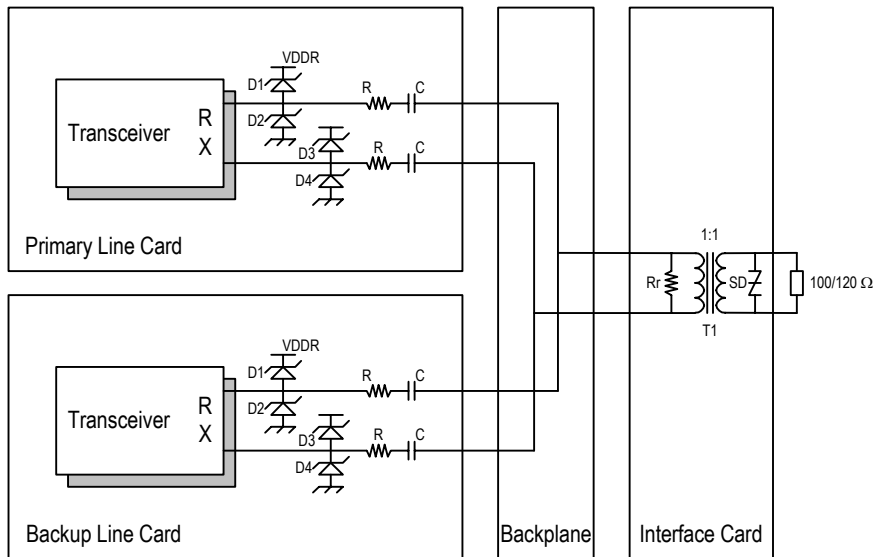 VDDR
D1
R
C
Transceiver
R
X
D2
D3
R
C
D4
Primary Line Card
1:1
Rr
SD
100/120 Ω
T1
VDDR
D1
R
C
Transceiver
R
X
D2
D3
R
C
D4
Backup Line Card
Backplane
Interface Card